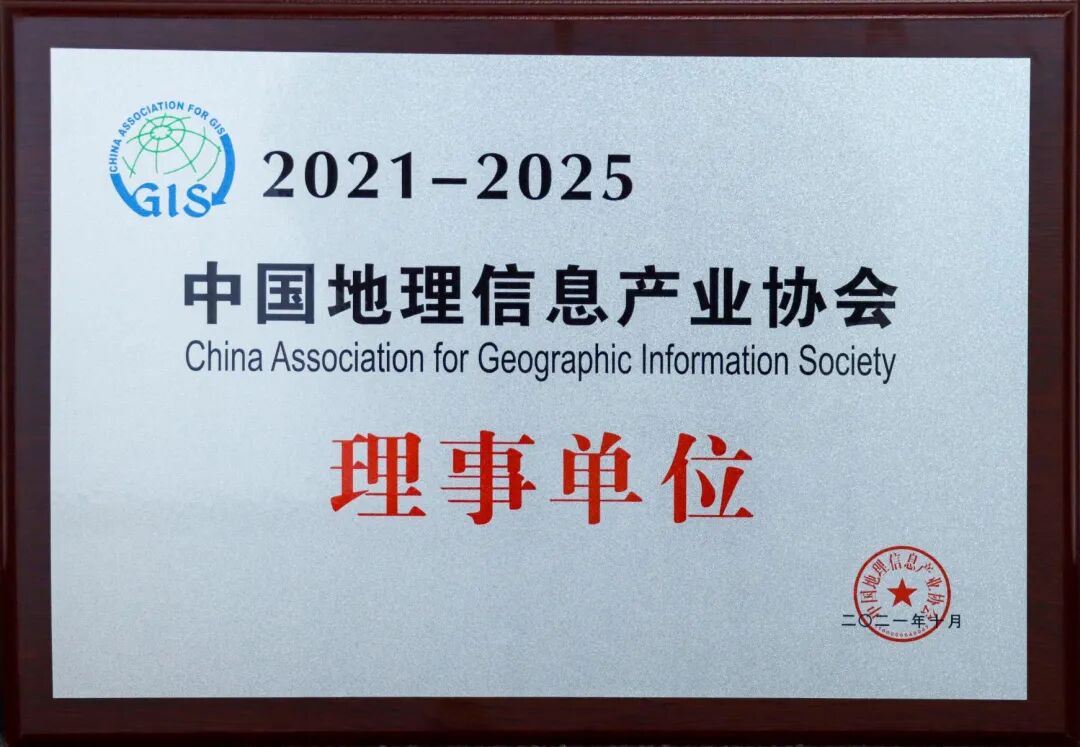 CHINA ASSOCIATION FOR GIS
GIS
2021-2025
中国地理信息产业协会
China Association for Geographic Information Society
理事单位
中国地理信息产业协会
二〇二一年十月